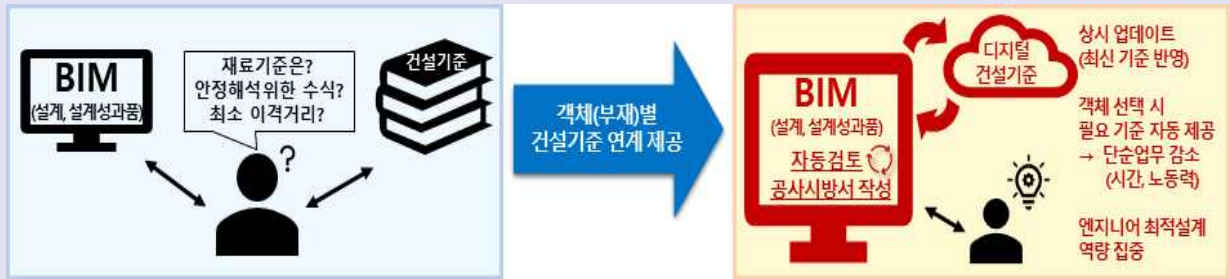 BIM
(설계, 설계성과품)
재료기준은?
안정해석위한 수식?
최소 이격거리?
?
건설기준
객체(부재)별
건설기준 연계 제공
BIM
(설계, 설계성과품)
자동검토
공사시방서 작성
디지털
건설기준
상시 업데이트
(최신 기준 반영)
객체 선택 시
필요 기준 자동 제공
→ 단순업무 감소
(시간, 노동력)
엔지니어 최적설계
역량 집중